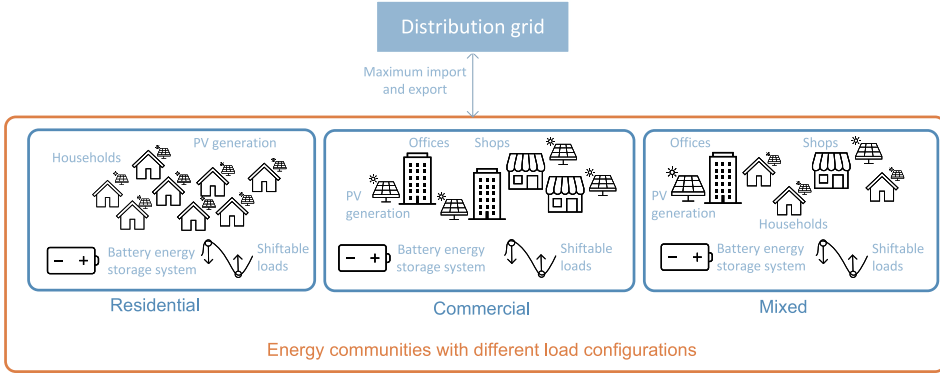 Distribution grid
Maximum import
and export
PV generation
Households
Battery energy
storage system
Shiftable
loads
Residential
Offices
Shops
PV
generation
Battery energy
storage system
Shiftable
loads
Commercial
Offices
Shops
PV
generation
Households
Battery energy
storage system
Shiftable
loads
Mixed
Energy communities with different load configurations